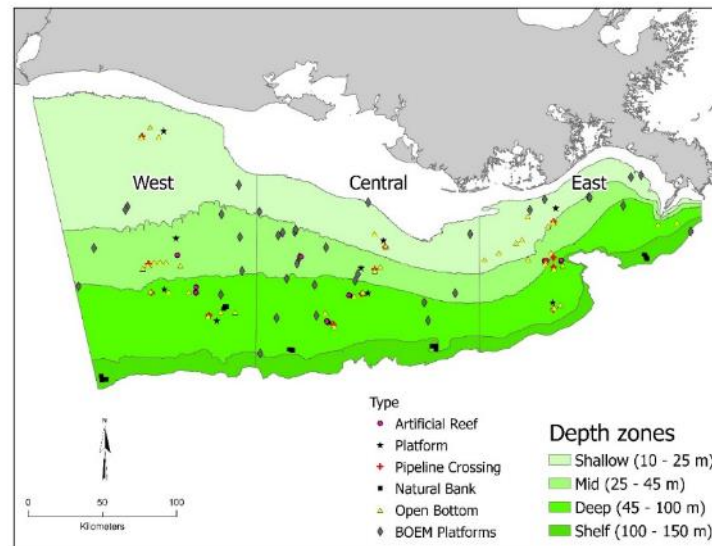 West
Central
East
N
Type
Artificial Reef
Platform
Pipeline Crossing
Natural Bank
Open Bottom
BOEM Platforms
Depth zones
Shallow (10 - 25 m)
Mid (25 - 45 m)
Deep (45 - 100 m)
Shelf (100 - 150 m)
0 50 100
Kilometers